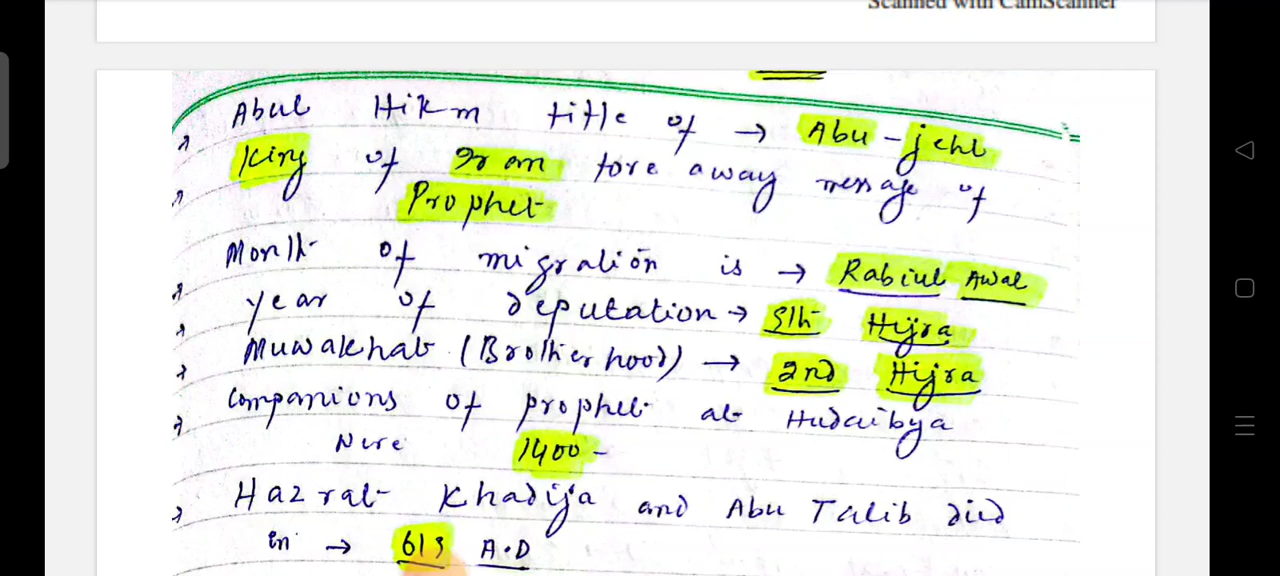 Scanned with CamScanner
Abul Hikm title of → Abu-jehl
King of Iran tore away message of
Prophet
Month of migration is → Rabiul Awal
year of deputation → 9th Hijra
Muwakhat (Brotherhood) → 2nd Hijra
Companions of prophet at Hudaibya
were 1400-
Hazrat Khadija and Abu Talib died
in → 619 A.D